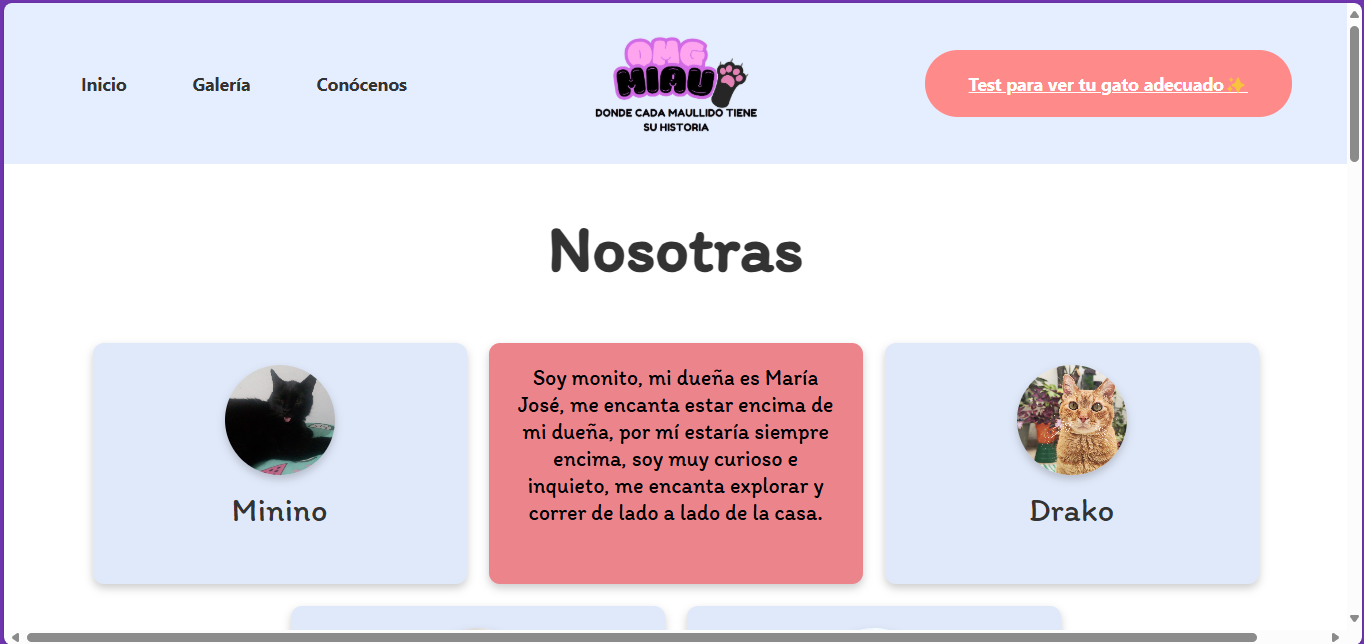 Inicio
Galería
Conócenos
OMG
MIAU
DONDE CADA MAULLIDO TIENE
SU HISTORIA
Test para ver tu gato adecuado✨
Nosotras
Minino
Soy monito, mi dueña es María
José, me encanta estar encima de
mi dueña, por mí estaría siempre
encima, soy muy curioso e
inquieto, me encanta explorar y
correr de lado a lado de la casa.
Drako